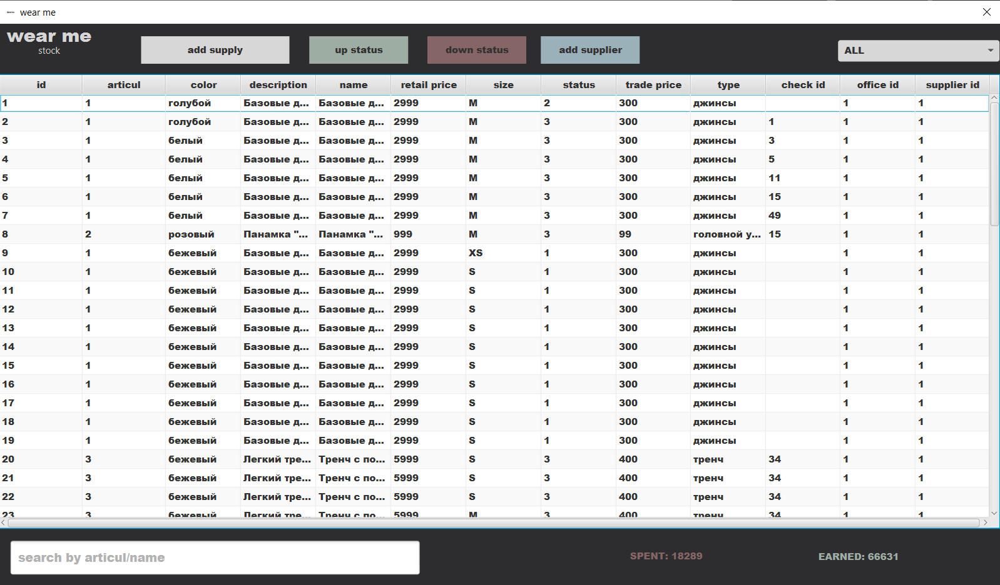 wear me
wear me
stock
add supply up status down status add supplier ALL
id articul color description name retail price size status trade price type check id office id supplier id
1 1 голубой Базовые д... Базовые д... 2999 M 2 300 джинсы 1 1
2 1 голубой Базовые д... Базовые д... 2999 M 3 300 джинсы 1 1 1
3 1 белый Базовые д... Базовые д... 2999 M 3 300 джинсы 3 1 1
4 1 белый Базовые д... Базовые д... 2999 M 3 300 джинсы 5 1 1
5 1 белый Базовые д... Базовые д... 2999 M 3 300 джинсы 11 1 1
6 1 белый Базовые д... Базовые д... 2999 M 3 300 джинсы 15 1 1
7 1 белый Базовые д... Базовые д... 2999 M 3 300 джинсы 49 1 1
8 2 розовый Панамка "... Панамка "... 999 M 3 99 головной у... 15 1 1
9 1 бежевый Базовые д... Базовые д... 2999 XS 1 300 джинсы 1 1
10 1 бежевый Базовые д... Базовые д... 2999 S 1 300 джинсы 1 1
11 1 бежевый Базовые д... Базовые д... 2999 S 1 300 джинсы 1 1
12 1 бежевый Базовые д... Базовые д... 2999 S 1 300 джинсы 1 1
13 1 бежевый Базовые д... Базовые д... 2999 S 1 300 джинсы 1 1
14 1 бежевый Базовые д... Базовые д... 2999 S 1 300 джинсы 1 1
15 1 бежевый Базовые д... Базовые д... 2999 S 1 300 джинсы 1 1
16 1 бежевый Базовые д... Базовые д... 2999 S 1 300 джинсы 1 1
17 1 бежевый Базовые д... Базовые д... 2999 S 1 300 джинсы 1 1
18 1 бежевый Базовые д... Базовые д... 2999 S 1 300 джинсы 1 1
19 1 бежевый Базовые д... Базовые д... 2999 S 1 300 джинсы 1 1
20 3 бежевый Легкий тре... Тренч с по... 5999 S 3 400 тренч 34 1 1
21 3 бежевый Легкий тре... Тренч с по... 5999 S 3 400 тренч 34 1 1
22 3 бежевый Легкий тре... Тренч с по... 5999 S 3 400 тренч 34 1 1
23 3 бежевый Легкий тре... Тренч с по... 5999 M 3 400 тренч 34 1 1
search by articul/name SPENT: 18289 EARNED: 66631